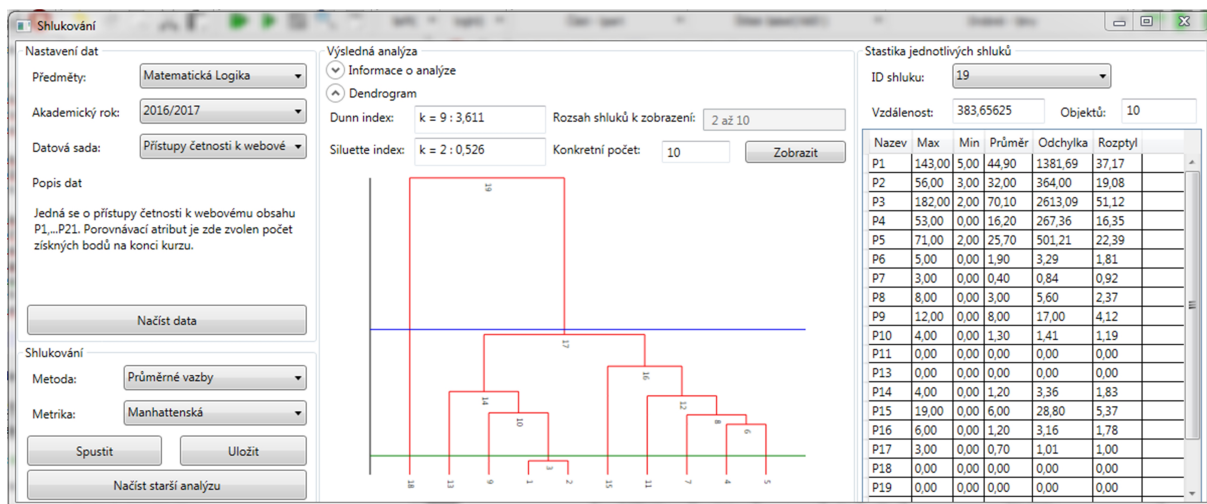 Shlukování
Nastavení dat
Předměty:
Matematická Logika
Akademický rok:
2016/2017
Datová sada:
Přístupy četnosti k webové
Popis dat
Jedná se o přístupy četnosti k webovému obsahu
P1,...P21. Porovnávací atribut je zde zvolen počet
získných bodů na konci kurzu.
Načíst data
Shlukování
Metoda:
Průměrné vazby
Metrika:
Manhattenská
Spustit
Uložit
Načíst starší analýzu
Výsledná analýza
Informace o analýze
Dendrogram
Dunn index:
k = 9 : 3,611
Rozsah shluků k zobrazení:
2 až 10
Siluette index:
k = 2 : 0,526
Konkretní počet:
10
Zobrazit
19
17
16
14
12
10
8
6
3
18
13
9
1
2
15
11
7
4
5
Stastika jednotlivých shluků
ID shluku:
19
Vzdálenost:
383,65625
Objektů:
10
Nazev Max Min Průměr Odchylka Rozptyl
P1 143,00 5,00 44,90 1381,69 37,17
P2 56,00 3,00 32,00 364,00 19,08
P3 182,00 2,00 70,10 2613,09 51,12
P4 53,00 0,00 16,20 267,36 16,35
P5 71,00 2,00 25,70 501,21 22,39
P6 5,00 0,00 1,90 3,29 1,81
P7 3,00 0,00 0,40 0,84 0,92
P8 8,00 0,00 3,00 5,60 2,37
P9 12,00 0,00 8,00 17,00 4,12
P10 4,00 0,00 1,30 1,41 1,19
P11 0,00 0,00 0,00 0,00 0,00
P13 0,00 0,00 0,00 0,00 0,00
P14 4,00 0,00 1,20 3,36 1,83
P15 19,00 0,00 6,00 28,80 5,37
P16 6,00 0,00 1,20 3,16 1,78
P17 3,00 0,00 0,70 1,01 1,00
P18 0,00 0,00 0,00 0,00 0,00
P19 0,00 0,00 0,00 0,00 0,00